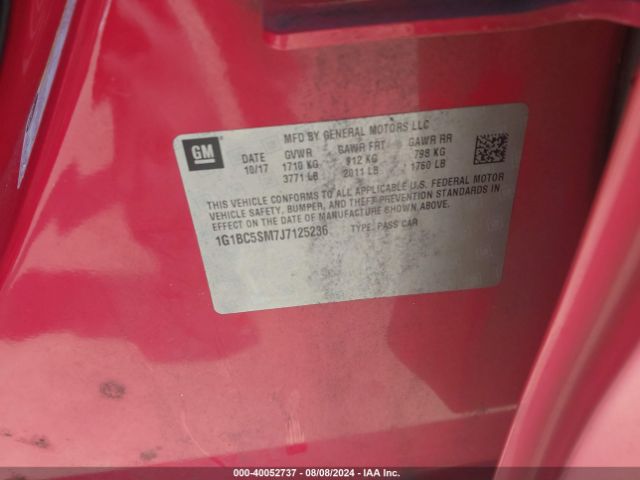 GM
MFD BY GENERAL MOTORS LLC
DATE GVWR GAWR FRT GAWR RR
10/17 1710 KG 912 KG 798 KG
3771 LB 2011 LB 1760 LB
THIS VEHICLE CONFORMS TO ALL APPLICABLE U.S. FEDERAL MOTOR
VEHICLE SAFETY, BUMPER, AND THEFT PREVENTION STANDARDS IN
EFFECT ON THE DATE OF MANUFACTURE SHOWN ABOVE.
1G1BC5SM7J7125236 TYPE: PASS CAR
000-40052737 - 08/08/2024 - IAA Inc.